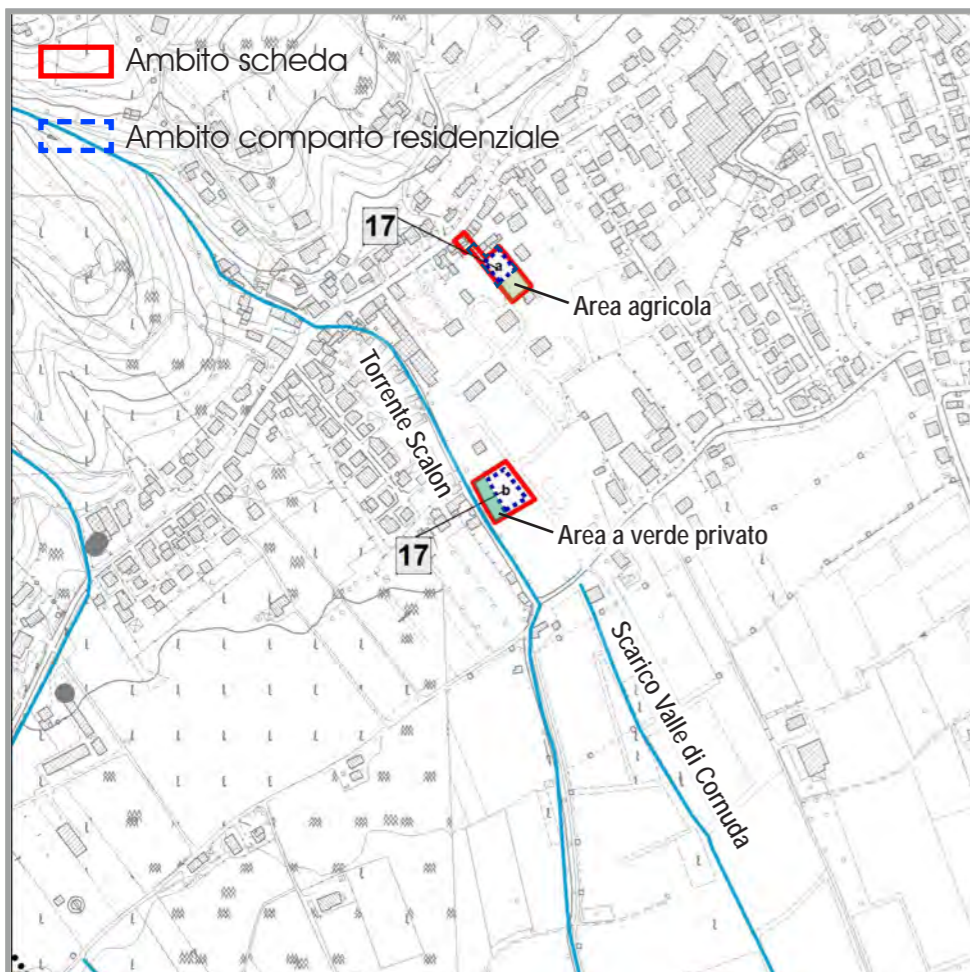 Ambito scheda
Ambito comparto residenziale
17
a
Area agricola
Torrente Scalon
b
Area a verde privato
17
Scarico Valle di Cornuda